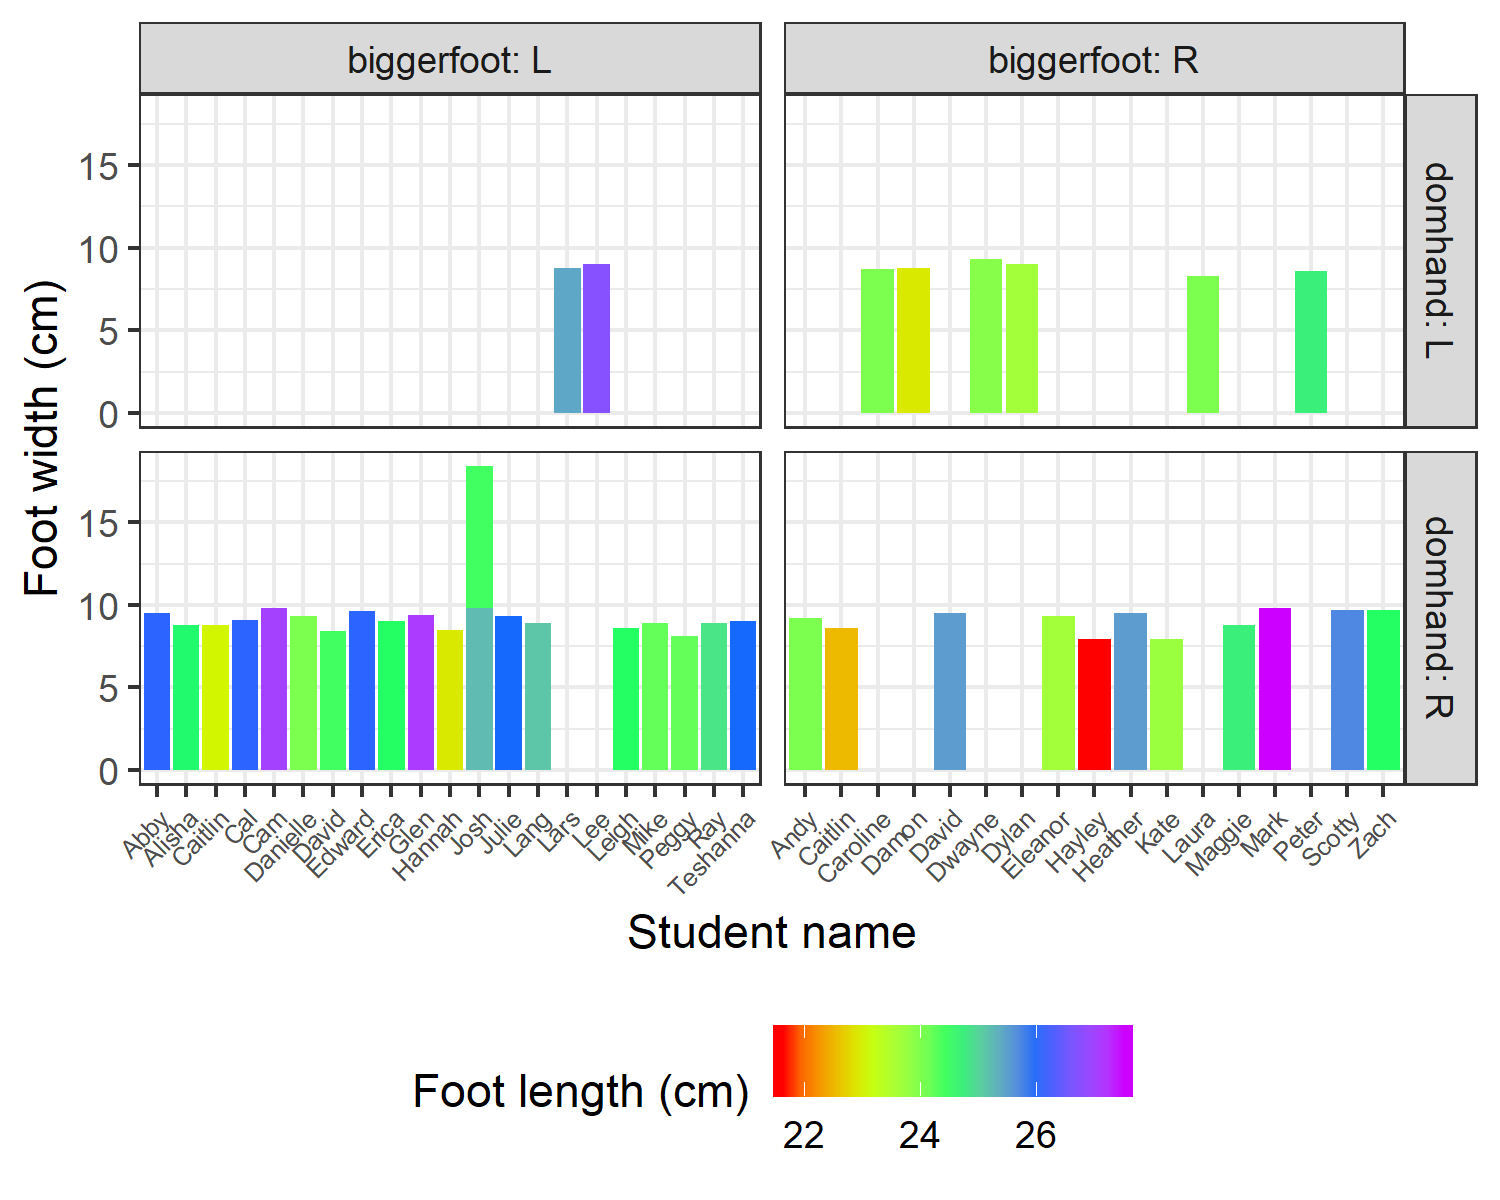 biggerfoot: L
biggerfoot: R
domhand: L
domhand: R
Foot width (cm)
15
10
5
0
15
10
5
0
Abby
Alisha
Caitlin
Cal
Cam
Danielle
David
Edward
Erica
Glen
Hannah
Josh
Julie
Lang
Lars
Lee
Leigh
Mike
Peggy
Ray
Teshanna
Andy
Caitlin
Caroline
Damon
David
Dwayne
Dylan
Eleanor
Hayley
Heather
Kate
Laura
Maggie
Mark
Peter
Scotty
Zach
Student name
Foot length (cm)
22 24 26